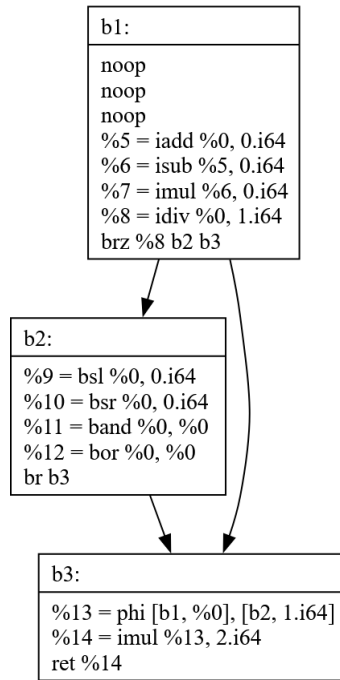 b1:
noop
noop
noop
%5 = iadd %0, 0.i64
%6 = isub %5, 0.i64
%7 = imul %6, 0.i64
%8 = idiv %0, 1.i64
brz %8 b2 b3
b2:
%9 = bsl %0, 0.i64
%10 = bsr %0, 0.i64
%11 = band %0, %0
%12 = bor %0, %0
br b3
b3:
%13 = phi [b1, %0], [b2, 1.i64]
%14 = imul %13, 2.i64
ret %14